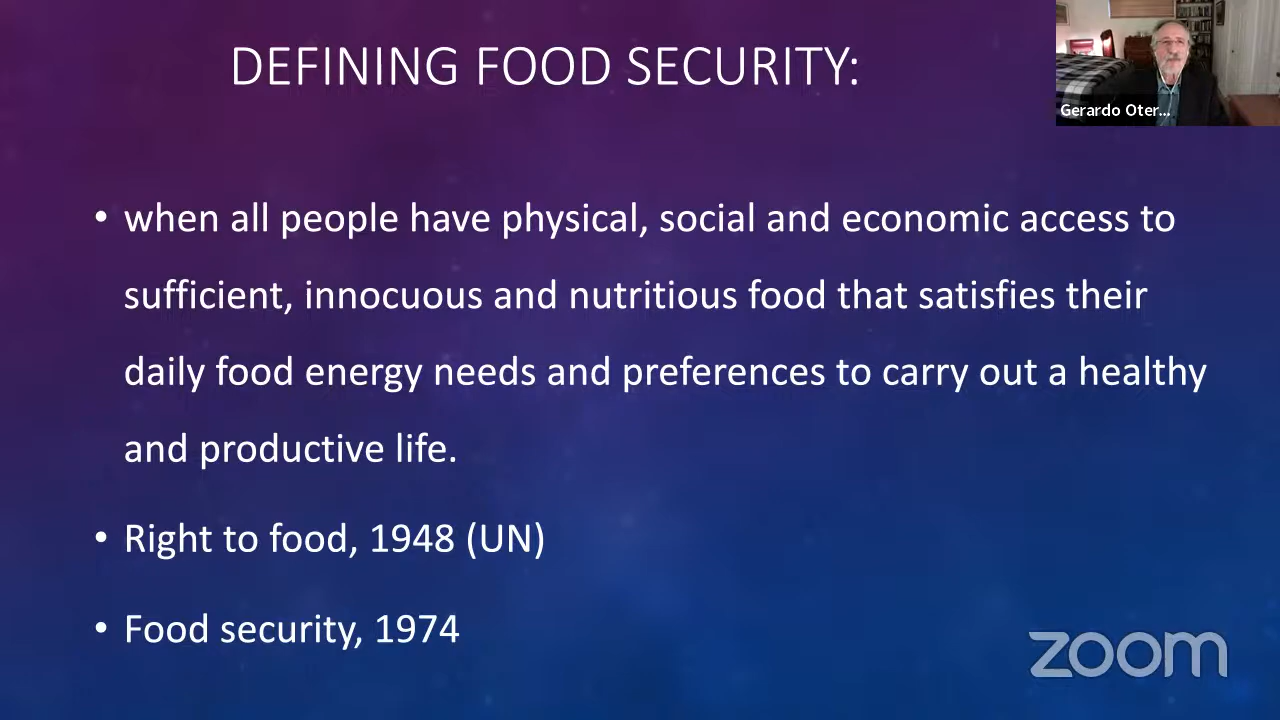 DEFINING FOOD SECURITY:
Gerardo Oter...
• when all people have physical, social and economic access to
sufficient, innocuous and nutritious food that satisfies their
daily food energy needs and preferences to carry out a healthy
and productive life.
• Right to food, 1948 (UN)
• Food security, 1974
zoom